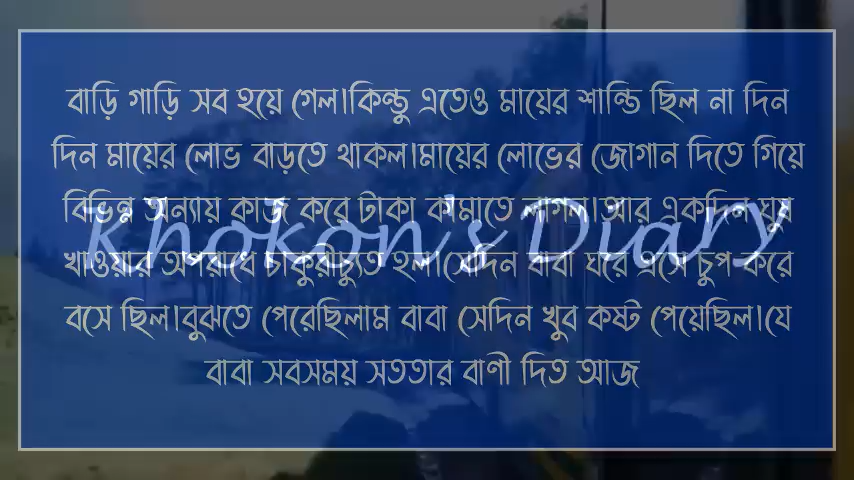 বাড়ি গাড়ি সব হয়ে গেল।কিন্তু এতেও মায়ের শান্তি ছিল না দিন
দিন মায়ের লোভ বাড়তে থাকল।মায়ের লোভের জোগান দিতে গিয়ে
বিভিন্ন অন্যায় কাজ করে টাকা কামাতে লাগল।আর একদিন ঘুষ
খাওয়ার অপরাধে চাকুরীচ্যুত হল।সেদিন বাবা ঘরে এসে চুপ করে
বসে ছিল।বুঝতে পেরেছিলাম বাবা সেদিন খুব কষ্ট পেয়েছিল।যে
বাবা সবসময় সততার বাণী দিত আজ
Khokon's Diary